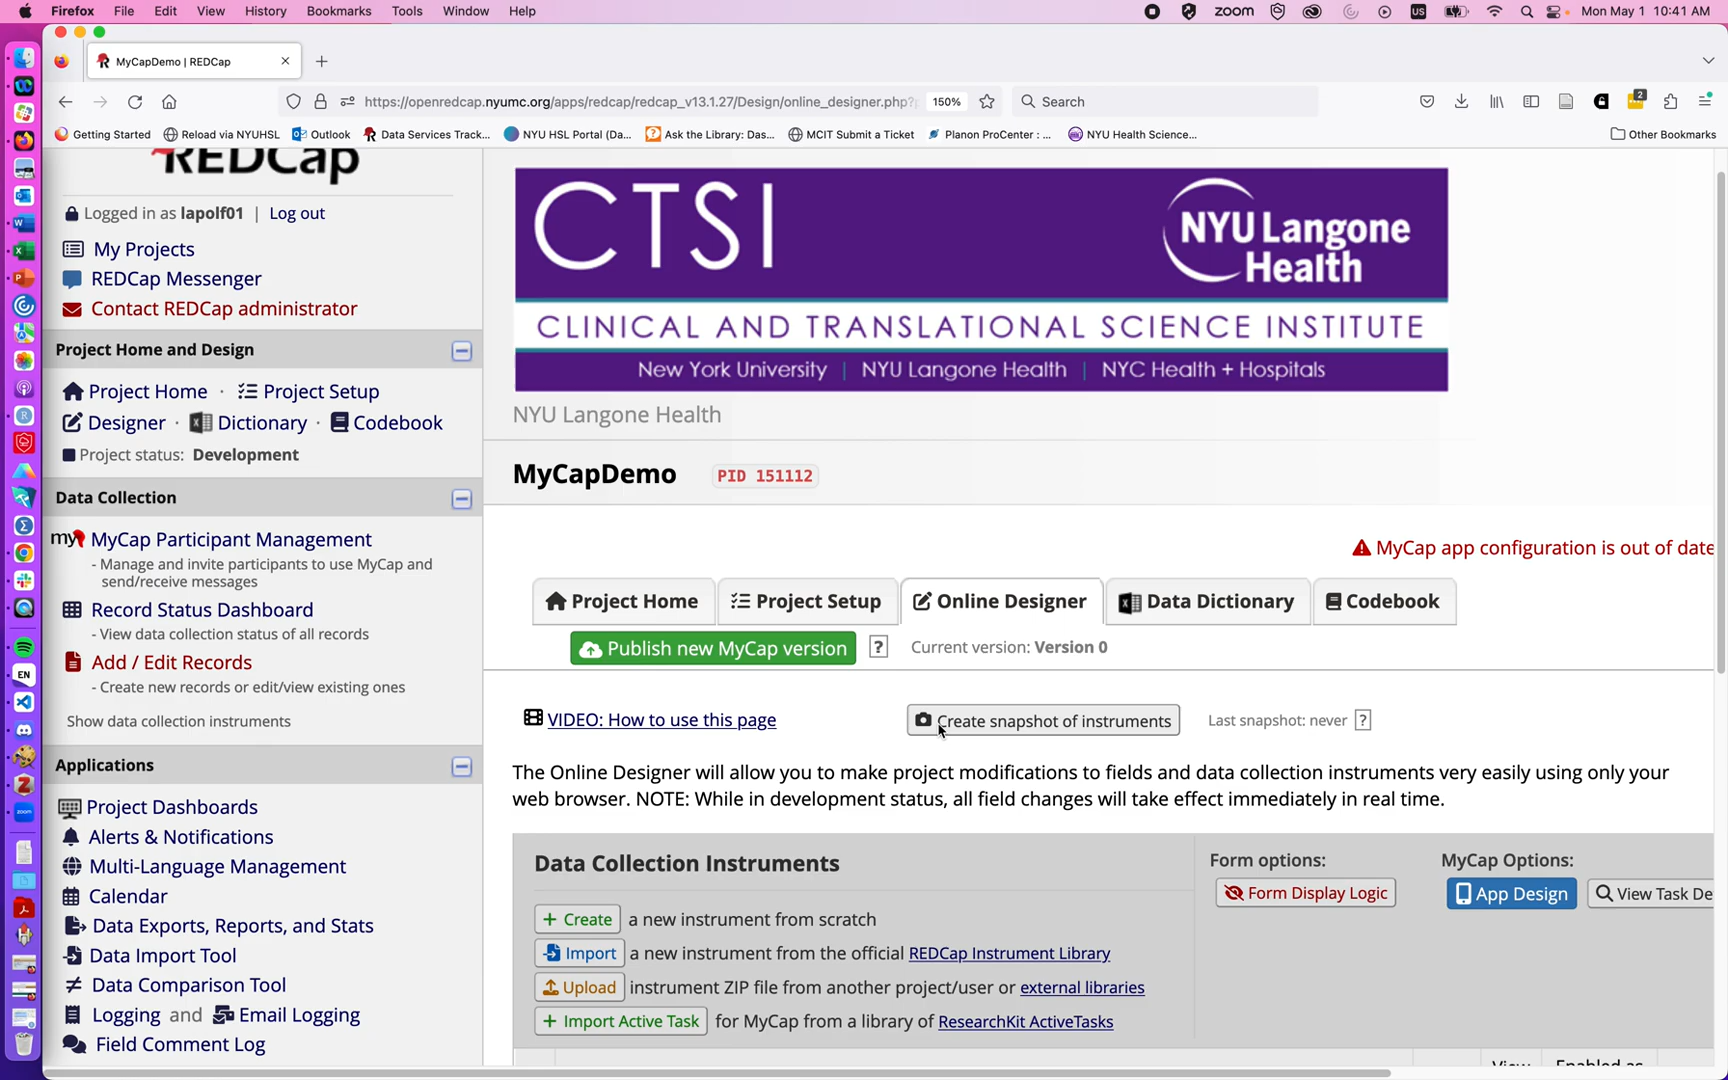 Firefox File Edit View History Bookmarks Tools Window Help zoom US Mon May 1 10:41 AM
MyCapDemo | REDCap
https://openredcap.nyumc.org/apps/redcap/redcap_v13.1.27/Design/online_designer.php?p 150% Search 2
Getting Started Reload via NYUHSL Outlook Data Services Track... NYU HSL Portal (Da... Ask the Library: Das... MCIT Submit a Ticket Planon ProCenter : ... NYU Health Science... Other Bookmarks
REDCap
Logged in as lapolf01 | Log out
My Projects
REDCap Messenger
Contact REDCap administrator
Project Home and Design
Project Home · Project Setup
Designer · Dictionary · Codebook
Project status: Development
Data Collection
my MyCap Participant Management
- Manage and invite participants to use MyCap and
send/receive messages
Record Status Dashboard
- View data collection status of all records
Add / Edit Records
- Create new records or edit/view existing ones
Show data collection instruments
Applications
Project Dashboards
Alerts & Notifications
Multi-Language Management
Calendar
Data Exports, Reports, and Stats
Data Import Tool
Data Comparison Tool
Logging and Email Logging
Field Comment Log
CTSI
NYU Langone
Health
CLINICAL AND TRANSLATIONAL SCIENCE INSTITUTE
New York University | NYU Langone Health | NYC Health + Hospitals
NYU Langone Health
MyCapDemo PID 151112
MyCap app configuration is out of date
Project Home Project Setup Online Designer Data Dictionary Codebook
Publish new MyCap version ? Current version: Version 0
VIDEO: How to use this page Create snapshot of instruments Last snapshot: never ?
The Online Designer will allow you to make project modifications to fields and data collection instruments very easily using only your
web browser. NOTE: While in development status, all field changes will take effect immediately in real time.
Data Collection Instruments
+ Create a new instrument from scratch
Import a new instrument from the official REDCap Instrument Library
Upload instrument ZIP file from another project/user or external libraries
+ Import Active Task for MyCap from a library of ResearchKit ActiveTasks
Form options:
Form Display Logic
MyCap Options:
App Design View Task De
View Enabled as
EN
zoom